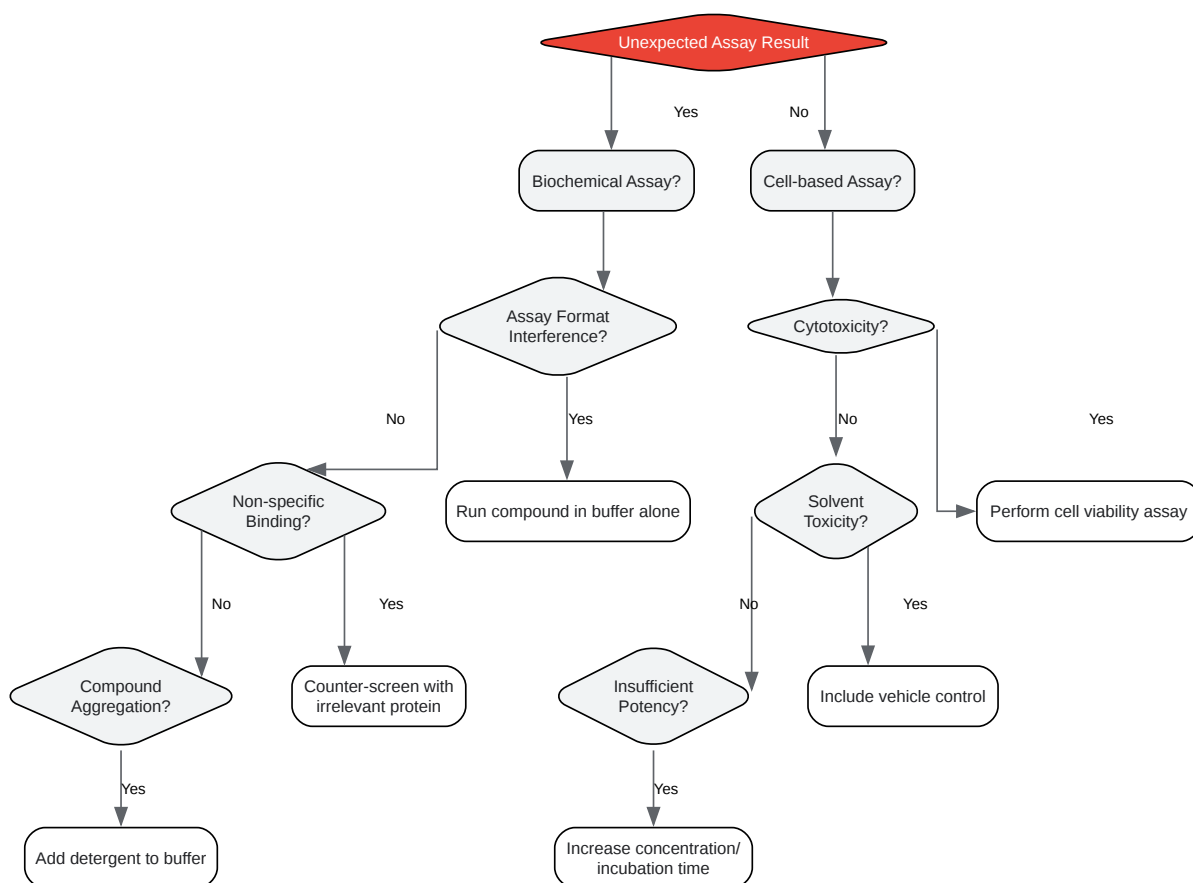 Unexpected Assay Result
Yes
No
Biochemical Assay?
Cell-based Assay?
Assay Format
Interference?
Cytotoxicity?
No
Yes
No
Yes
Non-specific
Binding?
Run compound in buffer alone
Solvent
Toxicity?
Perform cell viability assay
No
Yes
No
Yes
Compound
Aggregation?
Counter-screen with
irrelevant protein
Insufficient
Potency?
Include vehicle control
Yes
Yes
Add detergent to buffer
Increase concentration/
incubation time